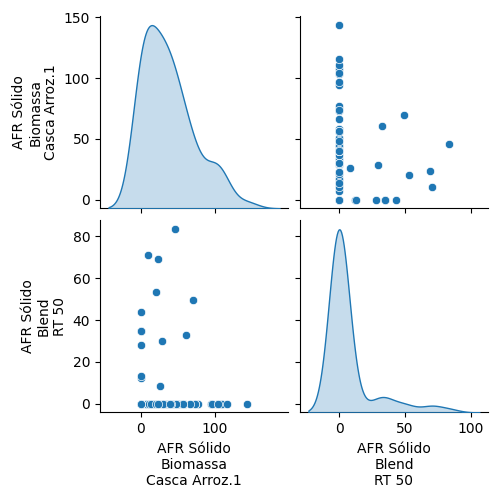 150
100
50
0
AFR Sólido
Biomassa
Casca Arroz.1
80
60
40
20
0
AFR Sólido
Blend
RT 50
0 100
0 50 100
AFR Sólido
Biomassa
Casca Arroz.1
AFR Sólido
Blend
RT 50